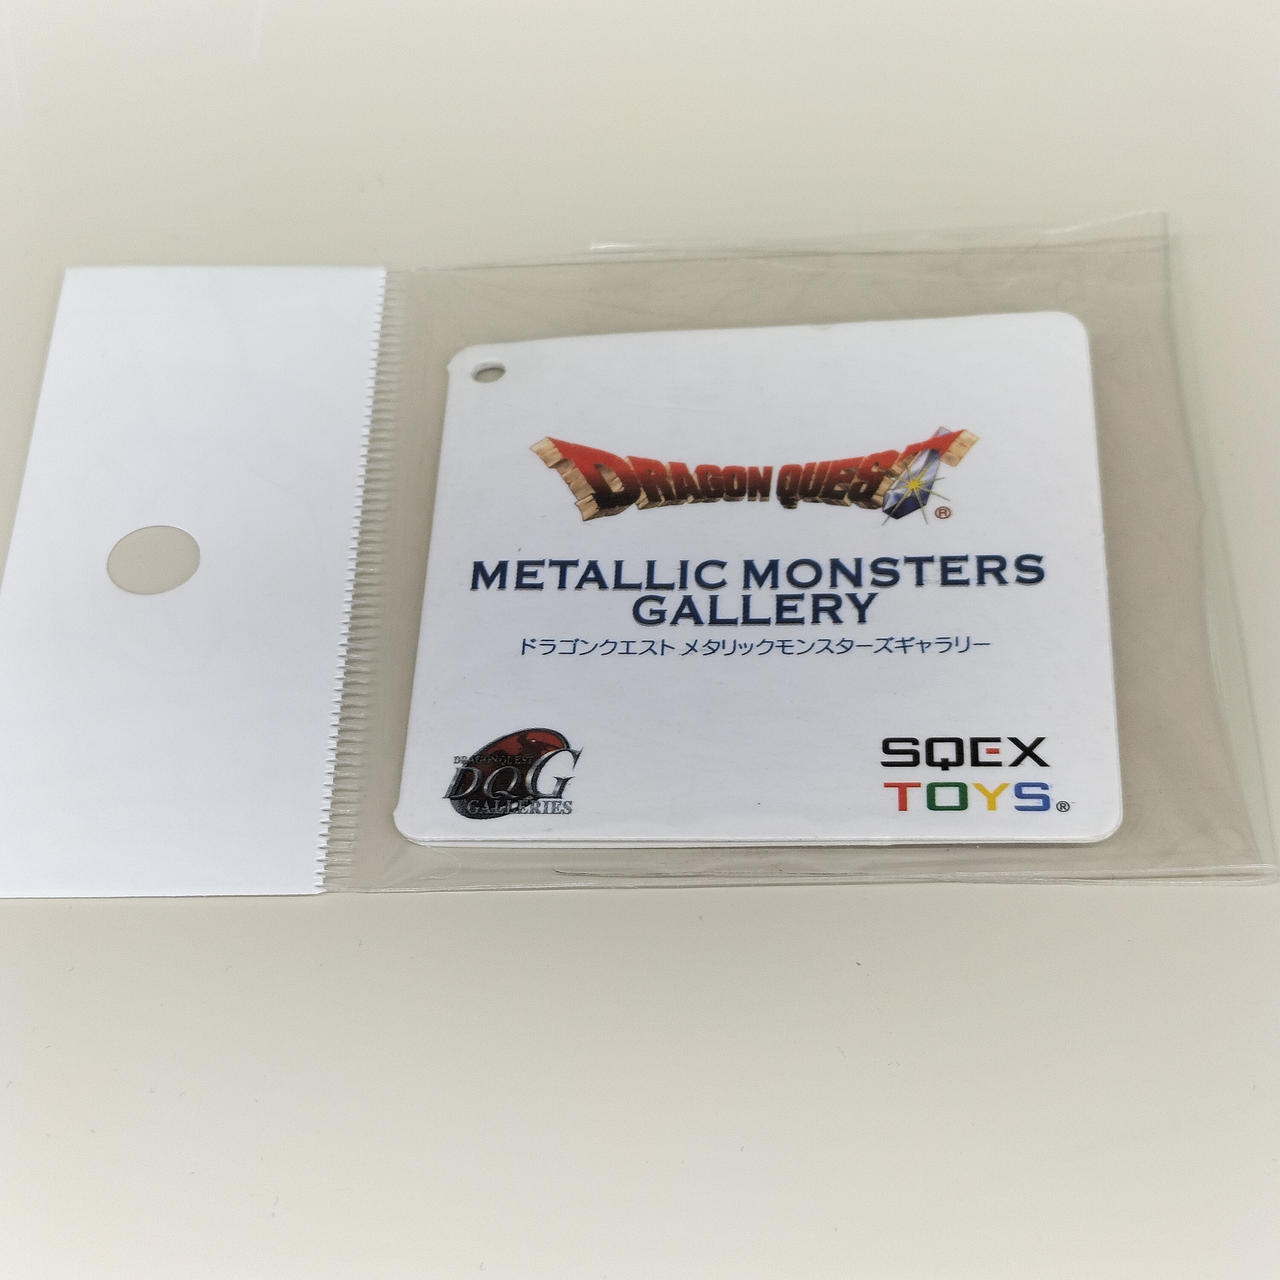 DRAGON QUEST®
METALLIC MONSTERS
GALLERY
ドラゴンクエスト メタリックモンスターズギャラリー
DRAGON QUEST
DQG
GALLERIES
SQEX
TOYS®